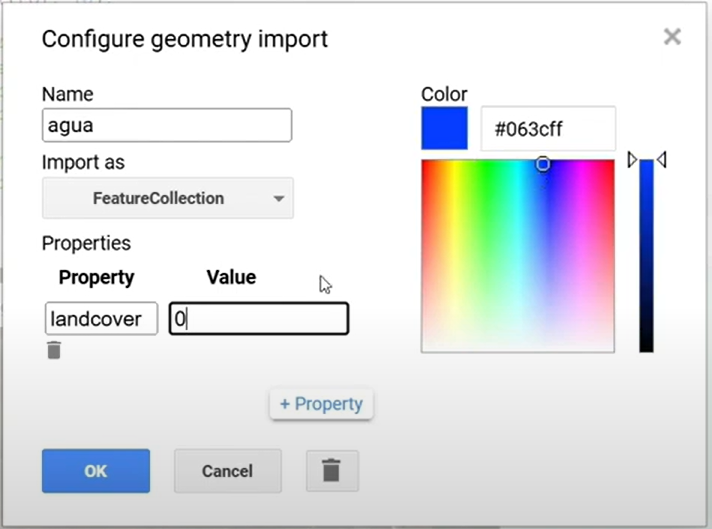 Configure geometry import
Name
agua
Import as
FeatureCollection
Properties
Property Value
landcover 0
+ Property
OK Cancel
Color
#063cff